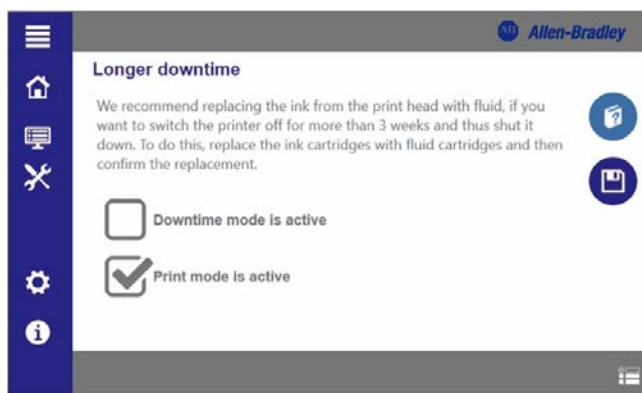 AB Allen-Bradley
Longer downtime
We recommend replacing the ink from the print head with fluid, if you
want to switch the printer off for more than 3 weeks and thus shut it
down. To do this, replace the ink cartridges with fluid cartridges and then
confirm the replacement.
Downtime mode is active
Print mode is active